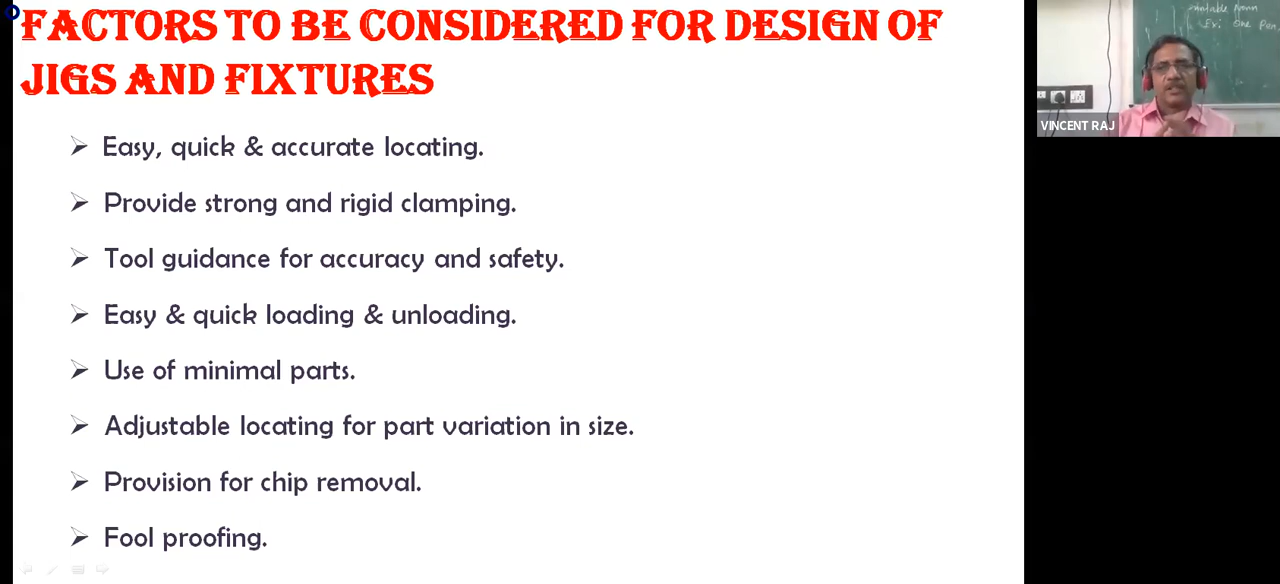 FACTORS TO BE CONSIDERED FOR DESIGN OF
JIGS AND FIXTURES
Easy, quick & accurate locating.
Provide strong and rigid clamping.
Tool guidance for accuracy and safety.
Easy & quick loading & unloading.
Use of minimal parts.
Adjustable locating for part variation in size.
Provision for chip removal.
Fool proofing.
VINCENT RAJ
One